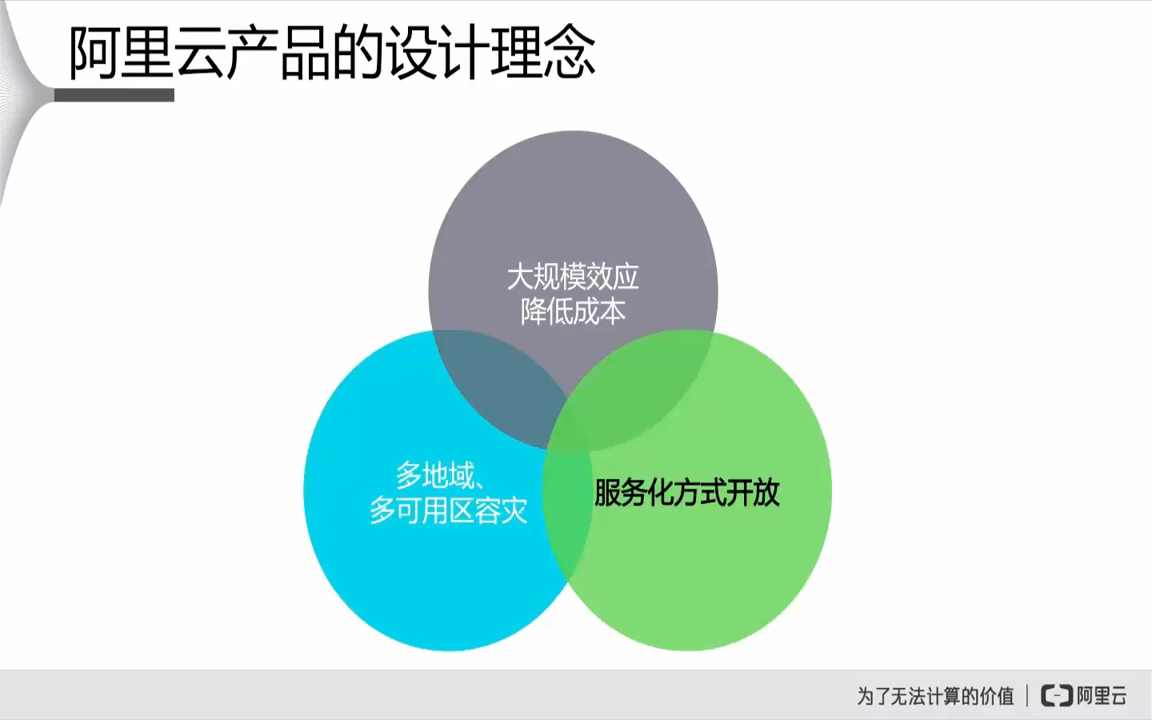 阿里云产品的设计理念
大规模效应
降低成本
多地域、
多可用区容灾
服务化方式开放
为了无法计算的价值 | 阿里云